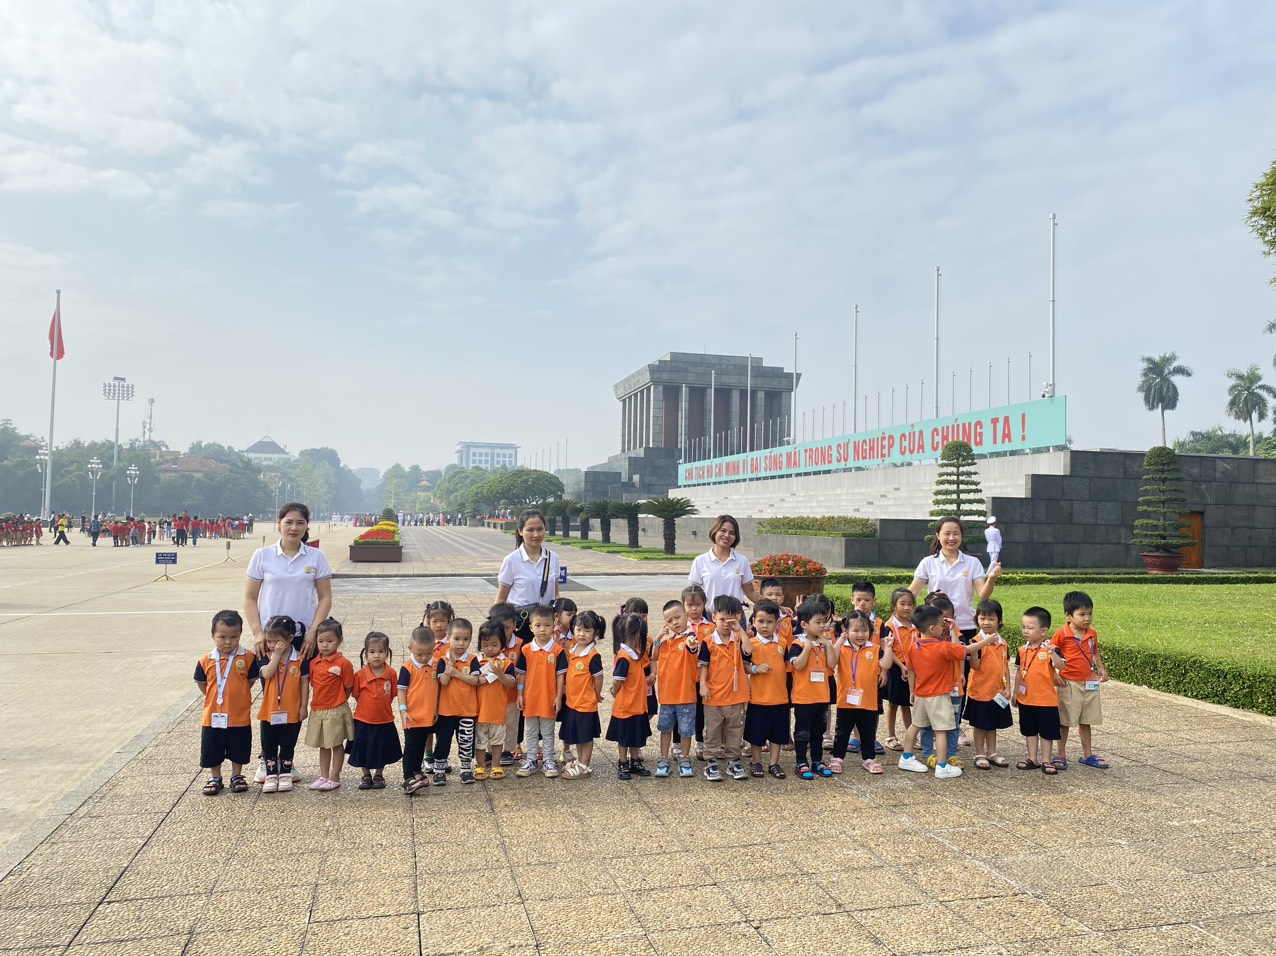 CHỦ TỊCH HỒ CHÍ MINH VĨ ĐẠI SỐNG MÃI TRONG SỰ NGHIỆP CỦA CHÚNG TA !